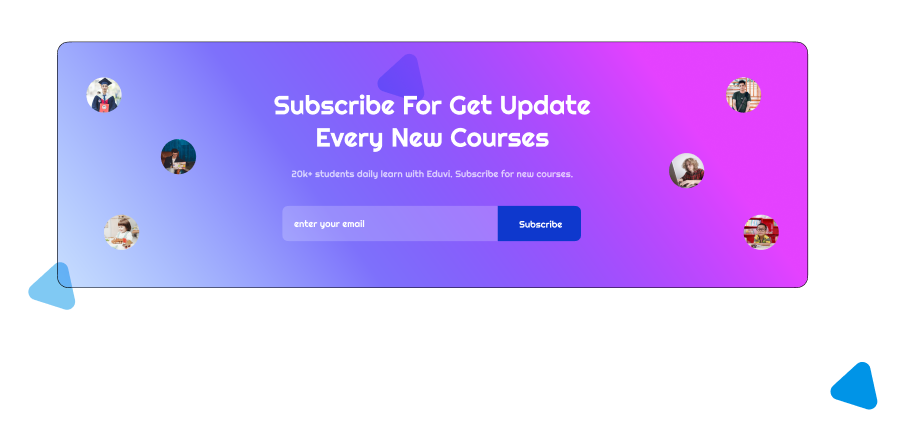 Subscribe For Get Update
Every New Courses
20k+ students daily learn with Eduvi. Subscribe for new courses.
enter your email
Subscribe